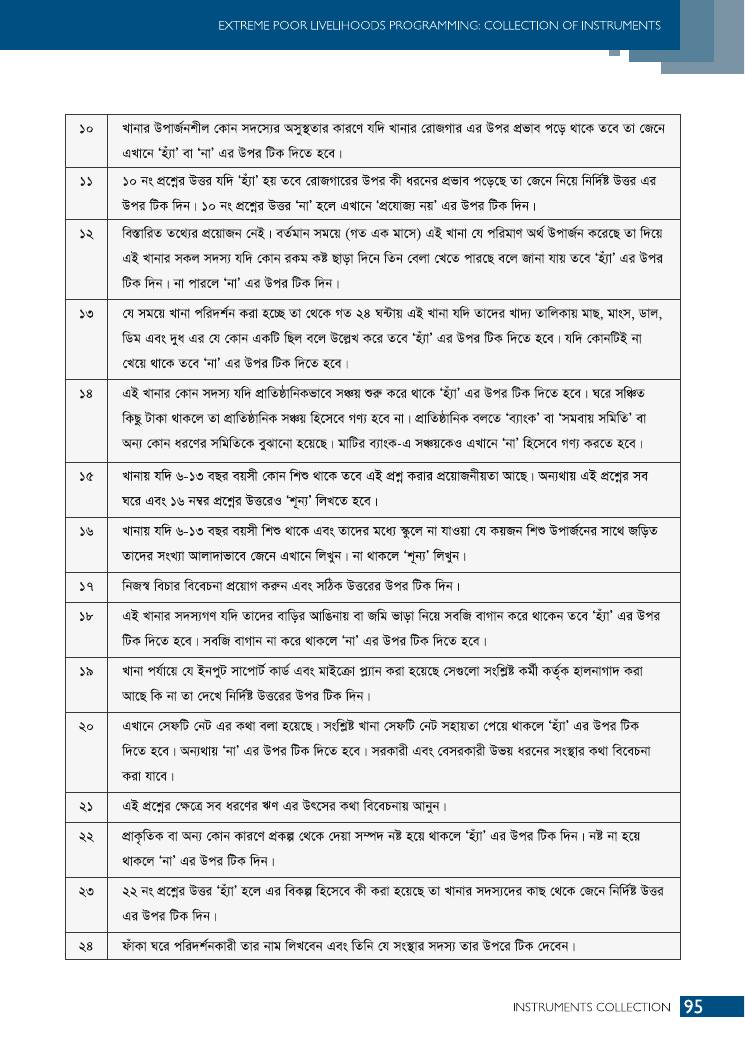 EXTREME POOR LIVELIHOODS PROGRAMMING: COLLECTION OF INSTRUMENTS
১০ খানার উপার্জনশীল কোন সদস্যের অসুস্থতার কারণে যদি খানার রোজগার এর উপর প্রভাব পড়ে থাকে তবে তা জেনে
এখানে ‘হ্যাঁ’ বা ‘না’ এর উপর টিক দিতে হবে।
১১ ১০ নং প্রশ্নের উত্তর যদি ‘হ্যাঁ’ হয় তবে রোজগারের উপর কী ধরনের প্রভাব পড়েছে তা জেনে নিয়ে নির্দিষ্ট উত্তর এর
উপর টিক দিন। ১০ নং প্রশ্নের উত্তর ‘না’ হলে এখানে ‘প্রযোজ্য নয়’ এর উপর টিক দিন।
১২ বিস্তারিত তথ্যের প্রয়োজন নেই। বর্তমান সময়ে (গত এক মাসে) এই খানা যে পরিমাণ অর্থ উপার্জন করেছে তা দিয়ে
এই খানার সকল সদস্য যদি কোন রকম কষ্ট ছাড়া দিনে তিন বেলা খেতে পারছে বলে জানা যায় তবে ‘হ্যাঁ’ এর উপর
টিক দিন। না পারলে ‘না’ এর উপর টিক দিন।
১৩ যে সময়ে খানা পরিদর্শন করা হচ্ছে তা থেকে গত ২৪ ঘন্টায় এই খানা যদি তাদের খাদ্য তালিকায় মাছ, মাংস, ডাল,
ডিম এবং দুধ এর যে কোন একটি ছিল বলে উল্লেখ করে তবে ‘হ্যাঁ’ এর উপর টিক দিতে হবে। যদি কোনটিই না
খেয়ে থাকে তবে ‘না’ এর উপর টিক দিতে হবে।
১৪ এই খানার কোন সদস্য যদি প্রাতিষ্ঠানিকভাবে সঞ্চয় শুরু করে থাকে ‘হ্যাঁ’ এর উপর টিক দিতে হবে। ঘরে সঞ্চিত
কিছু টাকা থাকলে তা প্রাতিষ্ঠানিক সঞ্চয় হিসেবে গণ্য হবে না। প্রাতিষ্ঠানিক বলতে ‘ব্যাংক’ বা ‘সমবায় সমিতি’ বা
অন্য কোন ধরণের সমিতিকে বুঝানো হয়েছে। মাটির ব্যাংক-এ সঞ্চয়কেও এখানে ‘না’ হিসেবে গণ্য করতে হবে।
১৫ খানায় যদি ৬-১৩ বছর বয়সী কোন শিশু থাকে তবে এই প্রশ্ন করার প্রয়োজনীয়তা আছে। অন্যথায় এই প্রশ্নের সব
ঘরে এবং ১৬ নম্বর প্রশ্নের উত্তরেও ‘শূন্য’ লিখতে হবে।
১৬ খানায় যদি ৬-১৩ বছর বয়সী শিশু থাকে এবং তাদের মধ্যে স্কুলে না যাওয়া যে কয়জন শিশু উপার্জনের সাথে জড়িত
তাদের সংখ্যা আলাদাভাবে জেনে এখানে লিখুন। না থাকলে ‘শূন্য’ লিখুন।
১৭ নিজস্ব বিচার বিবেচনা প্রয়োগ করুন এবং সঠিক উত্তরের উপর টিক দিন।
১৮ এই খানার সদস্যগণ যদি তাদের বাড়ির আঙিনায় বা জমি ভাড়া নিয়ে সবজি বাগান করে থাকেন তবে ‘হ্যাঁ’ এর উপর
টিক দিতে হবে। সবজি বাগান না করে থাকলে ‘না’ এর উপর টিক দিতে হবে।
১৯ খানা পর্যায়ে যে ইনপুট সাপোর্ট কার্ড এবং মাইক্রো প্ল্যান করা হয়েছে সেগুলো সংশ্লিষ্ট কর্মী কর্তৃক হালনাগাদ করা
আছে কি না তা দেখে নির্দিষ্ট উত্তরের উপর টিক দিন।
২০ এখানে সেফটি নেট এর কথা বলা হয়েছে। সংশ্লিষ্ট খানা সেফটি নেট সহায়তা পেয়ে থাকলে ‘হ্যাঁ’ এর উপর টিক
দিতে হবে। অন্যথায় ‘না’ এর উপর টিক দিতে হবে। সরকারী এবং বেসরকারী উভয় ধরনের সংস্থার কথা বিবেচনা
করা যাবে।
২১ এই প্রশ্নের ক্ষেত্রে সব ধরণের ঋণ এর উৎসের কথা বিবেচনায় আনুন।
২২ প্রাকৃতিক বা অন্য কোন কারণে প্রকল্প থেকে দেয়া সম্পদ নষ্ট হয়ে থাকলে ‘হ্যাঁ’ এর উপর টিক দিন। নষ্ট না হয়ে
থাকলে ‘না’ এর উপর টিক দিন।
২৩ ২২ নং প্রশ্নের উত্তর ‘হ্যাঁ’ হলে এর বিকল্প হিসেবে কী করা হয়েছে তা খানার সদস্যদের কাছ থেকে জেনে নির্দিষ্ট উত্তর
এর উপর টিক দিন।
২৪ ফাঁকা ঘরে পরিদর্শনকারী তার নাম লিখবেন এবং তিনি যে সংস্থার সদস্য তার উপরে টিক দেবেন।
INSTRUMENTS COLLECTION 95